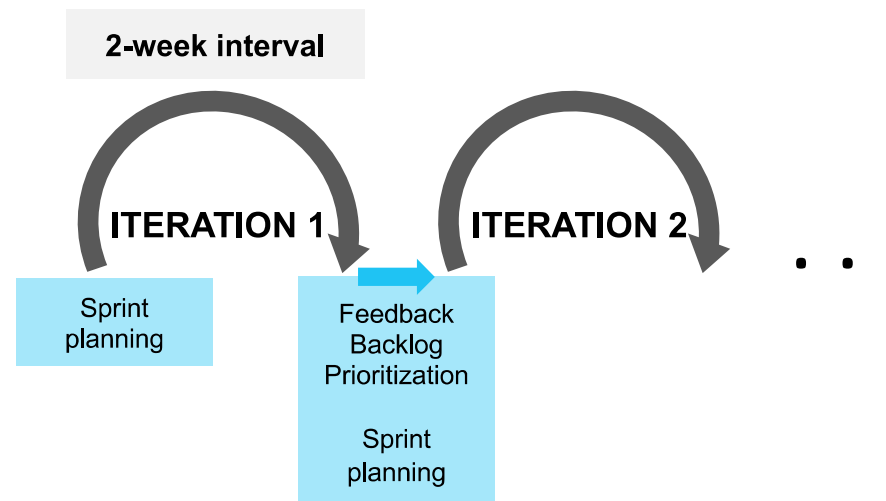 2-week interval
ITERATION 1
ITERATION 2
. .
Sprint
planning
Feedback
Backlog
Prioritization
Sprint
planning